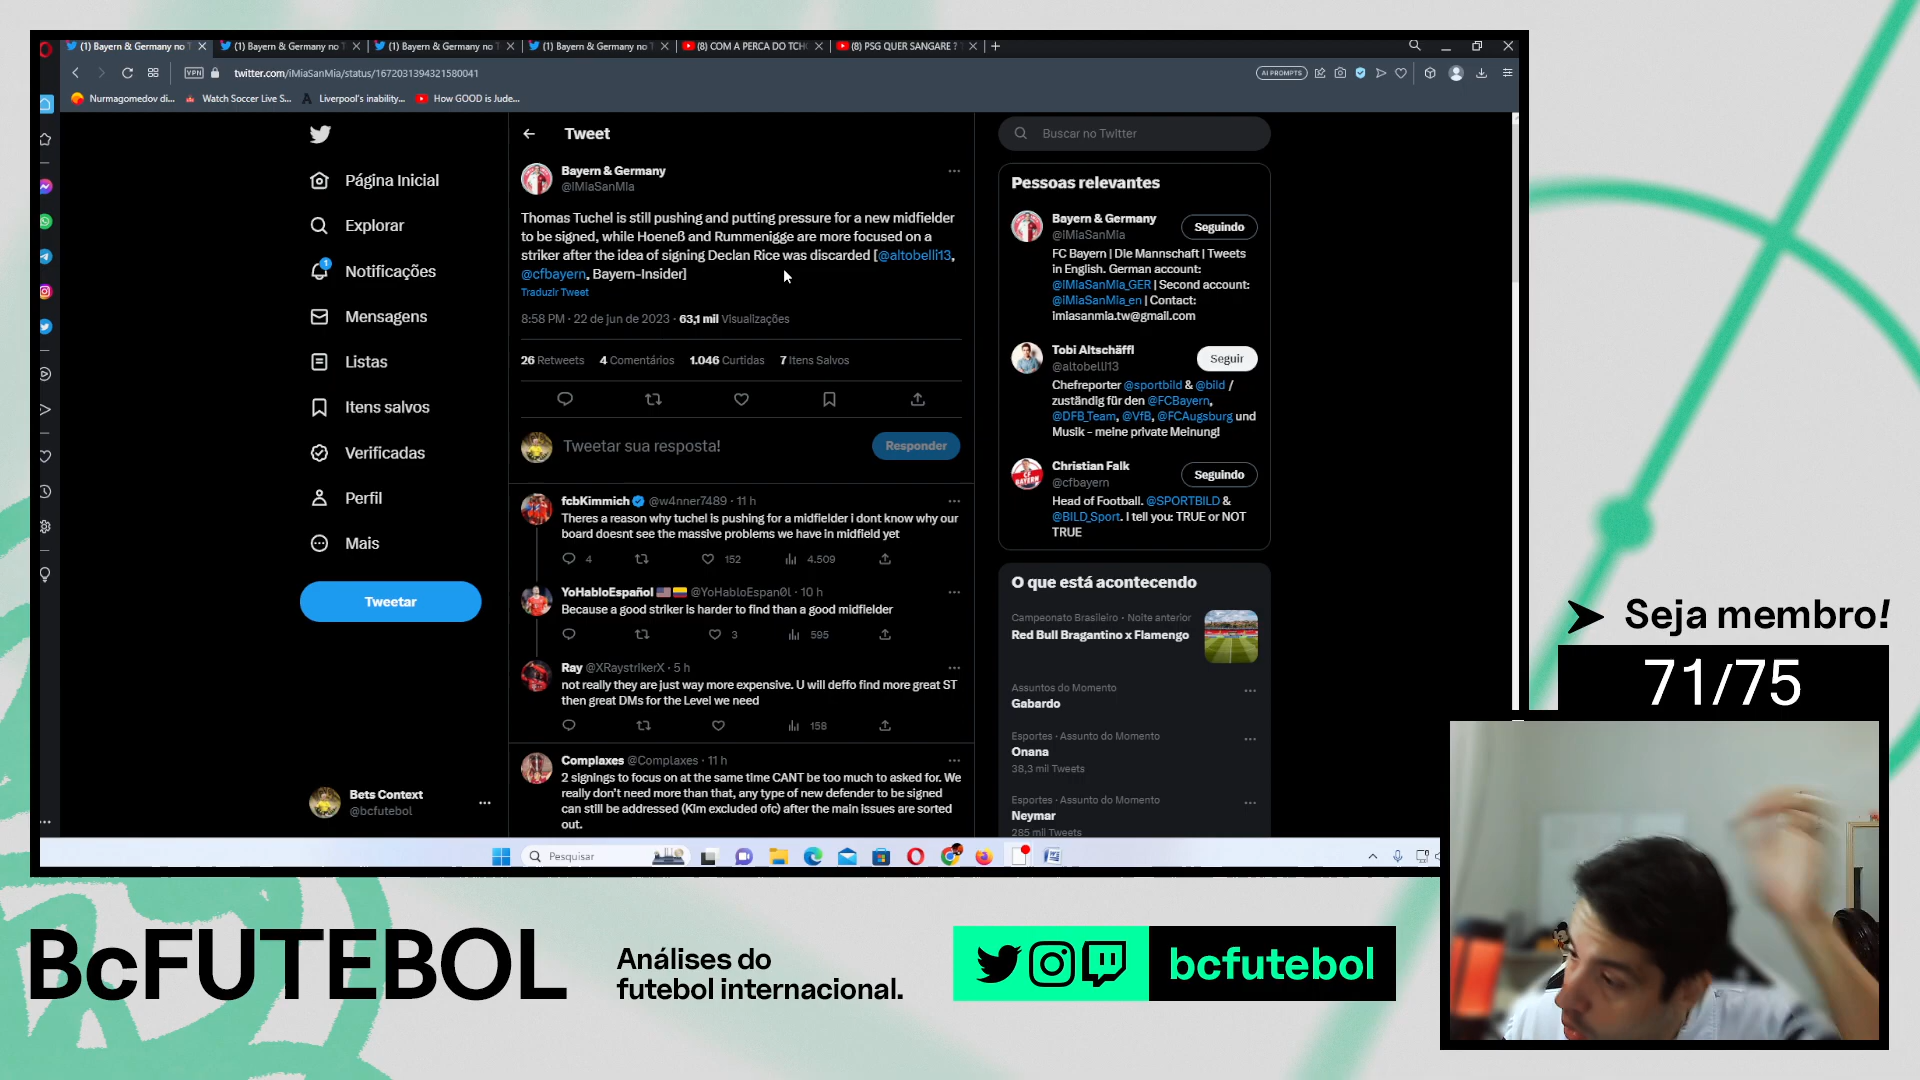 (1) Bayern & Germany no T
(1) Bayern & Germany no T
(1) Bayern & Germany no T
(1) Bayern & Germany no T
(8) COM A PERCA DO TCH
(8) PSG QUER SANGARE ?
VPN
twitter.com/iMiaSanMia/status/1672031394321580041
AI PROMPTS
Nurmagomedov di...
Watch Soccer Live S...
Liverpool's inability...
How GOOD is Jude...
Página Inicial
Explorar
1
Notificações
Mensagens
Listas
Itens salvos
Verificadas
Perfil
Mais
Tweetar
Bets Context
@bcfutebol
Tweet
Bayern & Germany
@iMiaSanMia
Thomas Tuchel is still pushing and putting pressure for a new midfielder
to be signed, while Hoeneß and Rummenigge are more focused on a
striker after the idea of signing Declan Rice was discarded [@altobelli13,
@cfbayern, Bayern-Insider]
Traduzir Tweet
8:58 PM · 22 de jun de 2023 · 63,1 mil Visualizações
26 Retweets 4 Comentários 1.046 Curtidas 7 Itens Salvos
Tweetar sua resposta!
Responder
fcbKimmich @w4nner7489 · 11 h
Theres a reason why tuchel is pushing for a midfielder i dont know why our
board doesnt see the massive problems we have in midfield yet
4 152 4.509
YoHabloEspañol @YoHabloEspan0l · 10 h
Because a good striker is harder to find than a good midfielder
3 595
Ray @XRaystrikerX · 5 h
not really they are just way more expensive. U will deffo find more great ST
then great DMs for the Level we need
158
Complaxes @Complaxes · 11 h
2 signings to focus on at the same time CANT be too much to asked for. We
really don't need more than that, any type of new defender to be signed
can still be addressed (Kim excluded ofc) after the main issues are sorted
out.
Buscar no Twitter
Pessoas relevantes
Bayern & Germany
@iMiaSanMia
Seguindo
FC Bayern | Die Mannschaft | Tweets
in English. German account:
@iMiaSanMia_GER | Second account:
@iMiaSanMia_en | Contact:
imiasanmia.tw@gmail.com
Tobi Altschäffl
@altobelli13
Seguir
Chefreporter @sportbild & @bild /
zuständig für den @FCBayern,
@DFB_Team, @VfB, @FCAugsburg und
Musik - meine private Meinung!
Christian Falk
@cfbayern
Seguindo
Head of Football. @SPORTBILD &
@BILD_Sport. I tell you: TRUE or NOT
TRUE
O que está acontecendo
Campeonato Brasileiro · Noite anterior
Red Bull Bragantino x Flamengo
Assuntos do Momento
Gabardo
Esportes · Assunto do Momento
Onana
38,3 mil Tweets
Esportes · Assunto do Momento
Neymar
285 mil Tweets
Pesquisar
Seja membro!
71/75
BcFUTEBOL
Análises do
futebol internacional.
bcfutebol